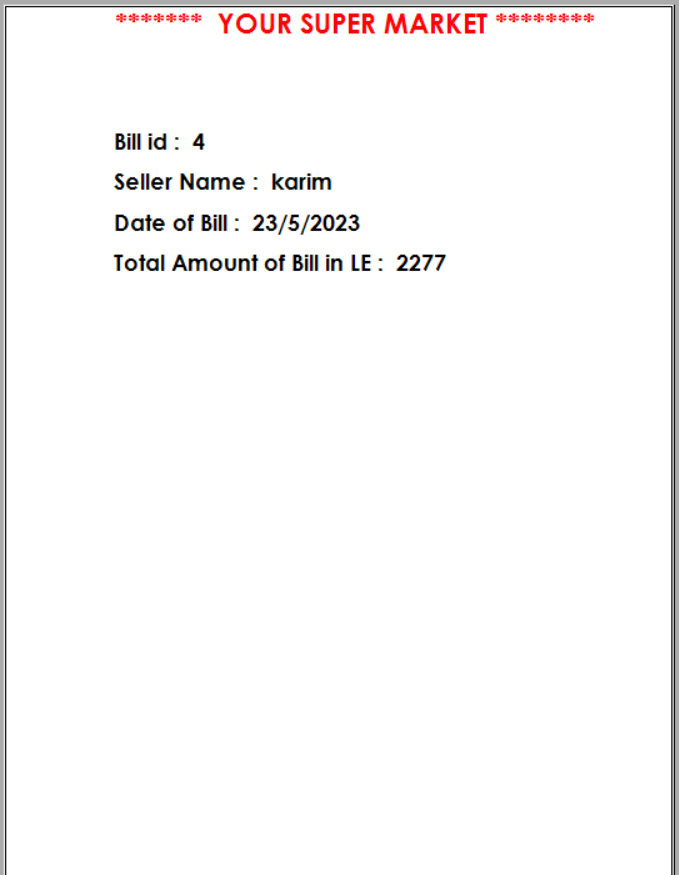 ******* YOUR SUPER MARKET ********
Bill id : 4
Seller Name : karim
Date of Bill : 23/5/2023
Total Amount of Bill in LE : 2277